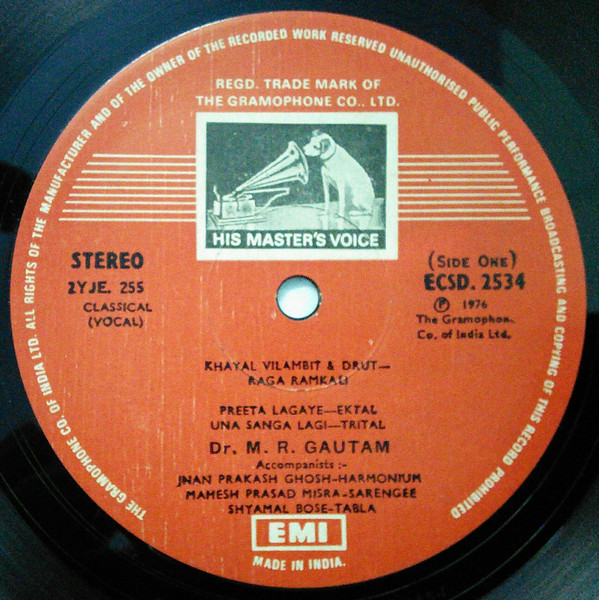 THE GRAMOPHONE CO. OF INDIA LTD. ALL RIGHTS OF THE MANUFACTURER AND OF THE OWNER OF THE RECORDED WORK RESERVED UNAUTHORISED PUBLIC PERFORMANCE BROADCASTING AND COPYING OF THIS RECORD PROHIBITED
REGD. TRADE MARK OF
THE GRAMOPHONE CO., LTD.
HIS MASTER'S VOICE
STEREO
2YJE. 255
CLASSICAL
(VOCAL)
(SIDE ONE)
ECSD. 2534
Ⓟ 1976
The Gramophon.
Co. of India Ltd.
KHAYAL VILAMBIT & DRUT—
RAGA RAMKALI
PREETA LAGAYE—EKTAL
UNA SANGA LAGI—TRITAL
Dr. M. R. GAUTAM
Accompanists :-
JNAN PRAKASH GHOSH-HARMONIUM
MAHESH PRASAD MISRA-SARENGEE
SHYAMAL BOSE-TABLA
EMI
MADE IN INDIA.